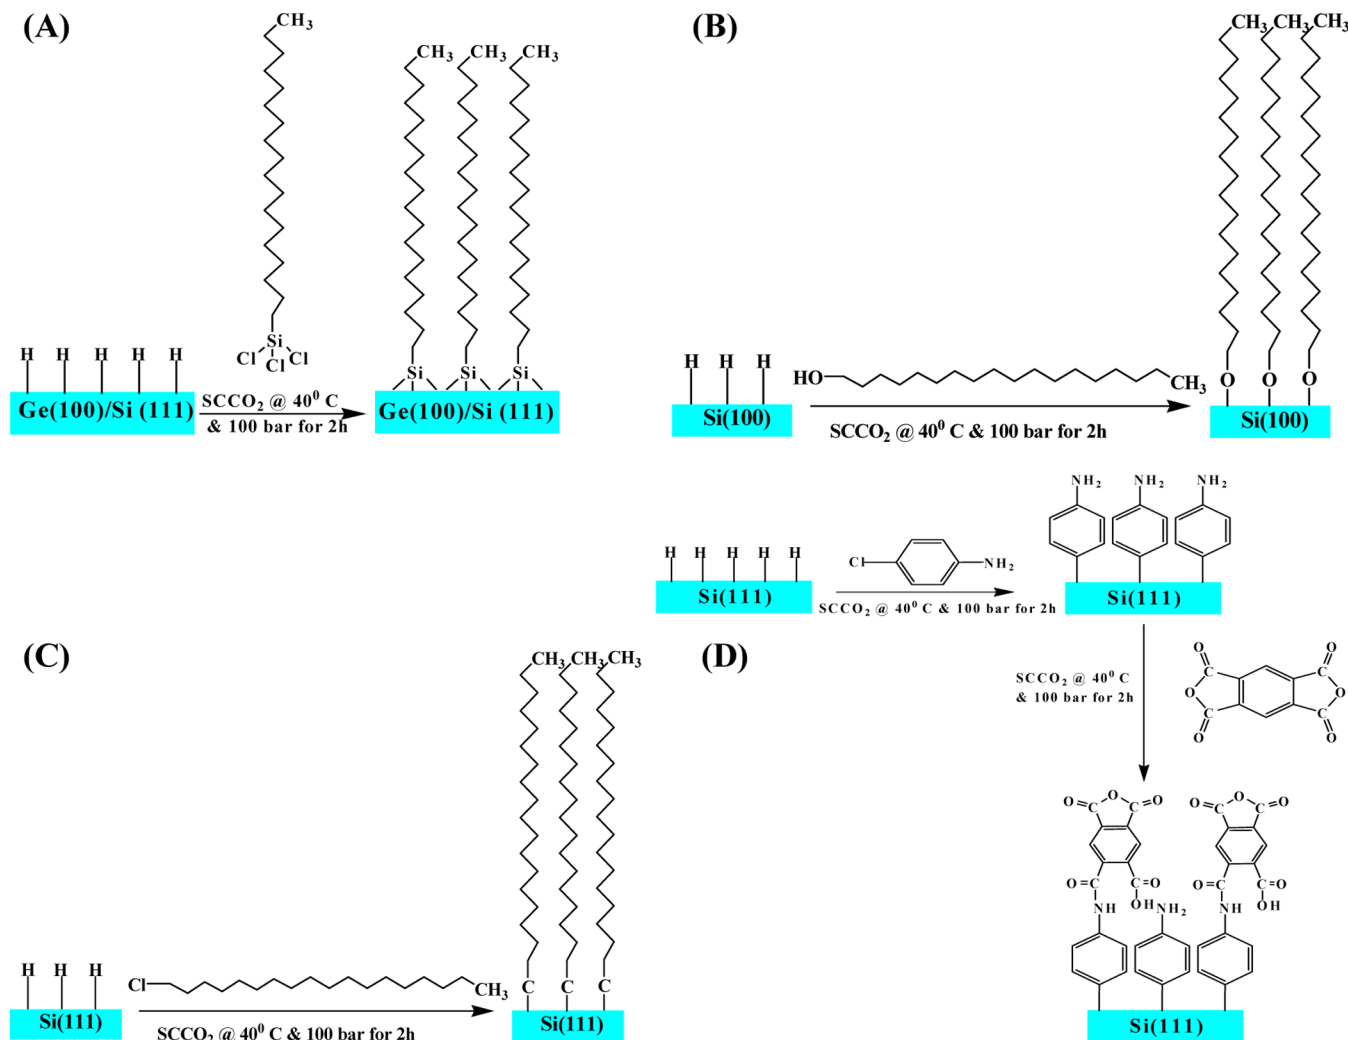 (A)
CH₃
Si
Cl Cl Cl
H H H H H
Ge(100)/Si (111)
SCCO₂ @ 40⁰ C
& 100 bar for 2h
CH₃ CH₃ CH₃
Si Si Si
Ge(100)/Si (111)
(B)
H H H
Si(100)
HO
CH₃
SCCO₂ @ 40⁰ C & 100 bar for 2h
CH₃ CH₃ CH₃
O O O
Si(100)
(C)
H H H
Si(111)
Cl
CH₃
SCCO₂ @ 40⁰ C & 100 bar for 2h
CH₃ CH₃ CH₃
C C C
Si(111)
(D)
H H H H H
Si(111)
Cl
NH₂
SCCO₂ @ 40⁰ C & 100 bar for 2h
NH₂ NH₂ NH₂
Si(111)
SCCO₂ @ 40⁰ C
& 100 bar for 2h
O O
C C
O O
C C
O O
O O
O=C C=O O=C C=O
O=C C=O O=C C=O
OH OH
NH NH₂ NH
Si(111)